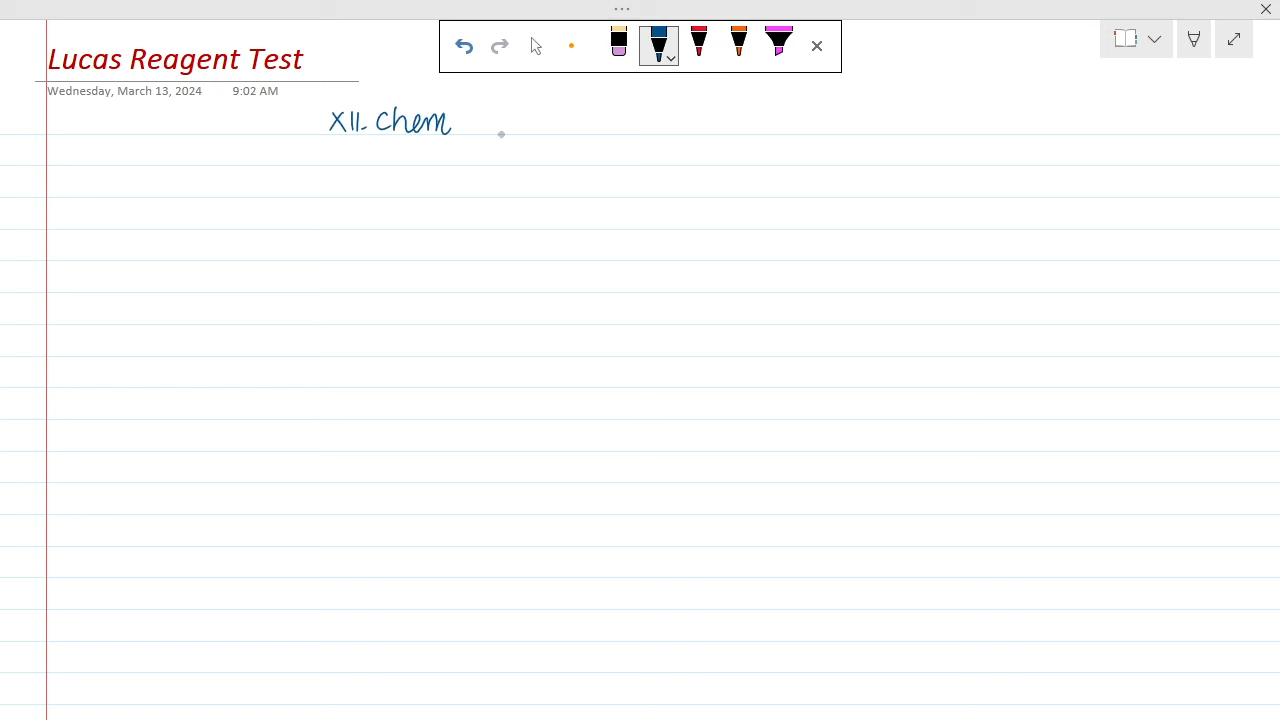 Lucas Reagent Test
Wednesday, March 13, 2024 9:02 AM
XII- Chem